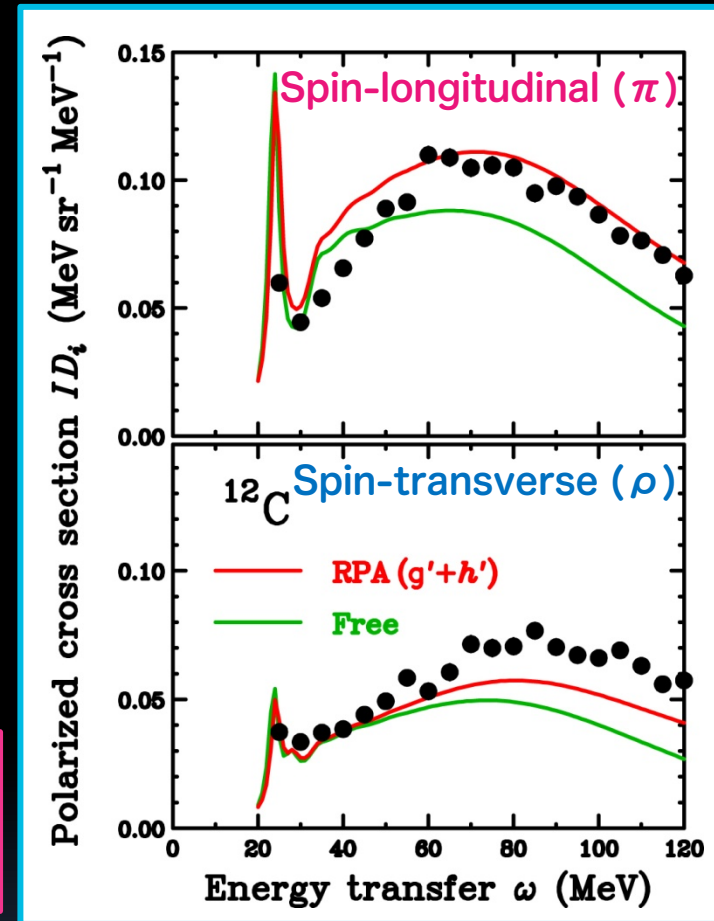 Polarized cross section ID_i (MeV sr⁻¹ MeV⁻¹)
0.15
Spin-longitudinal (π)
0.10
0.05
0.00
¹²C
Spin-transverse (ρ)
0.10
RPA (g'+h')
Free
0.05
0.00
0 20 40 60 80 100 120
Energy transfer ω (MeV)